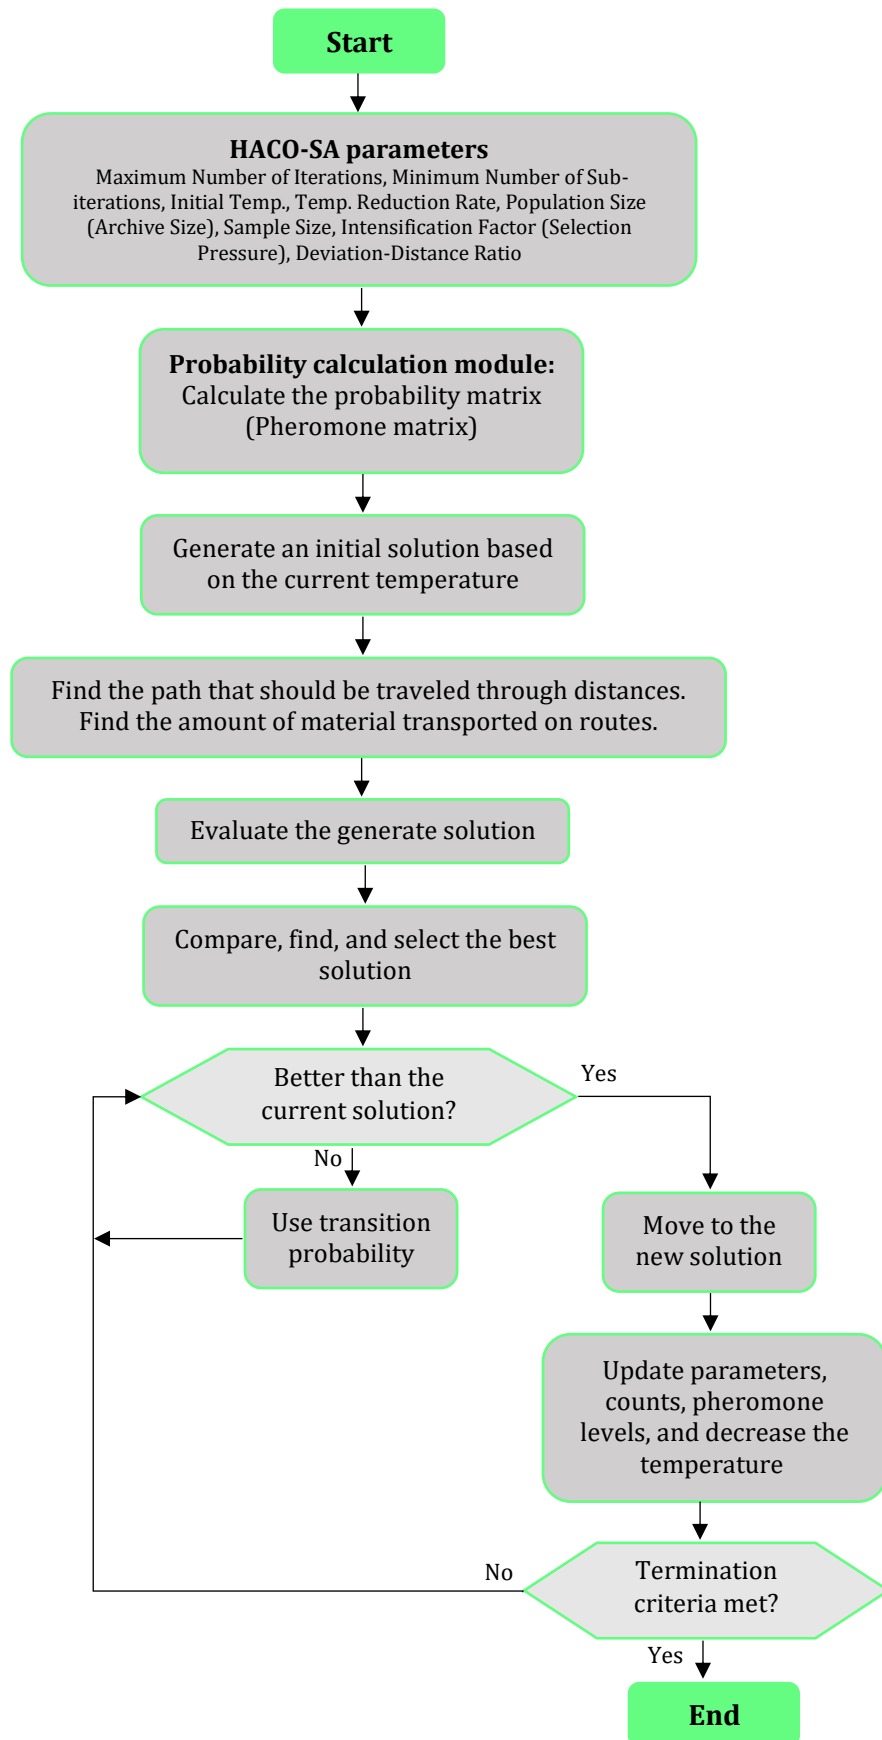 Start
HACO-SA parameters
Maximum Number of Iterations, Minimum Number of Sub-
iterations, Initial Temp., Temp. Reduction Rate, Population Size
(Archive Size), Sample Size, Intensification Factor (Selection
Pressure), Deviation-Distance Ratio
Probability calculation module:
Calculate the probability matrix
(Pheromone matrix)
Generate an initial solution based
on the current temperature
Find the path that should be traveled through distances.
Find the amount of material transported on routes.
Evaluate the generate solution
Compare, find, and select the best
solution
Better than the
current solution?
Yes
No
Use transition
probability
Move to the
new solution
Update parameters,
counts, pheromone
levels, and decrease the
temperature
No
Termination
criteria met?
Yes
End